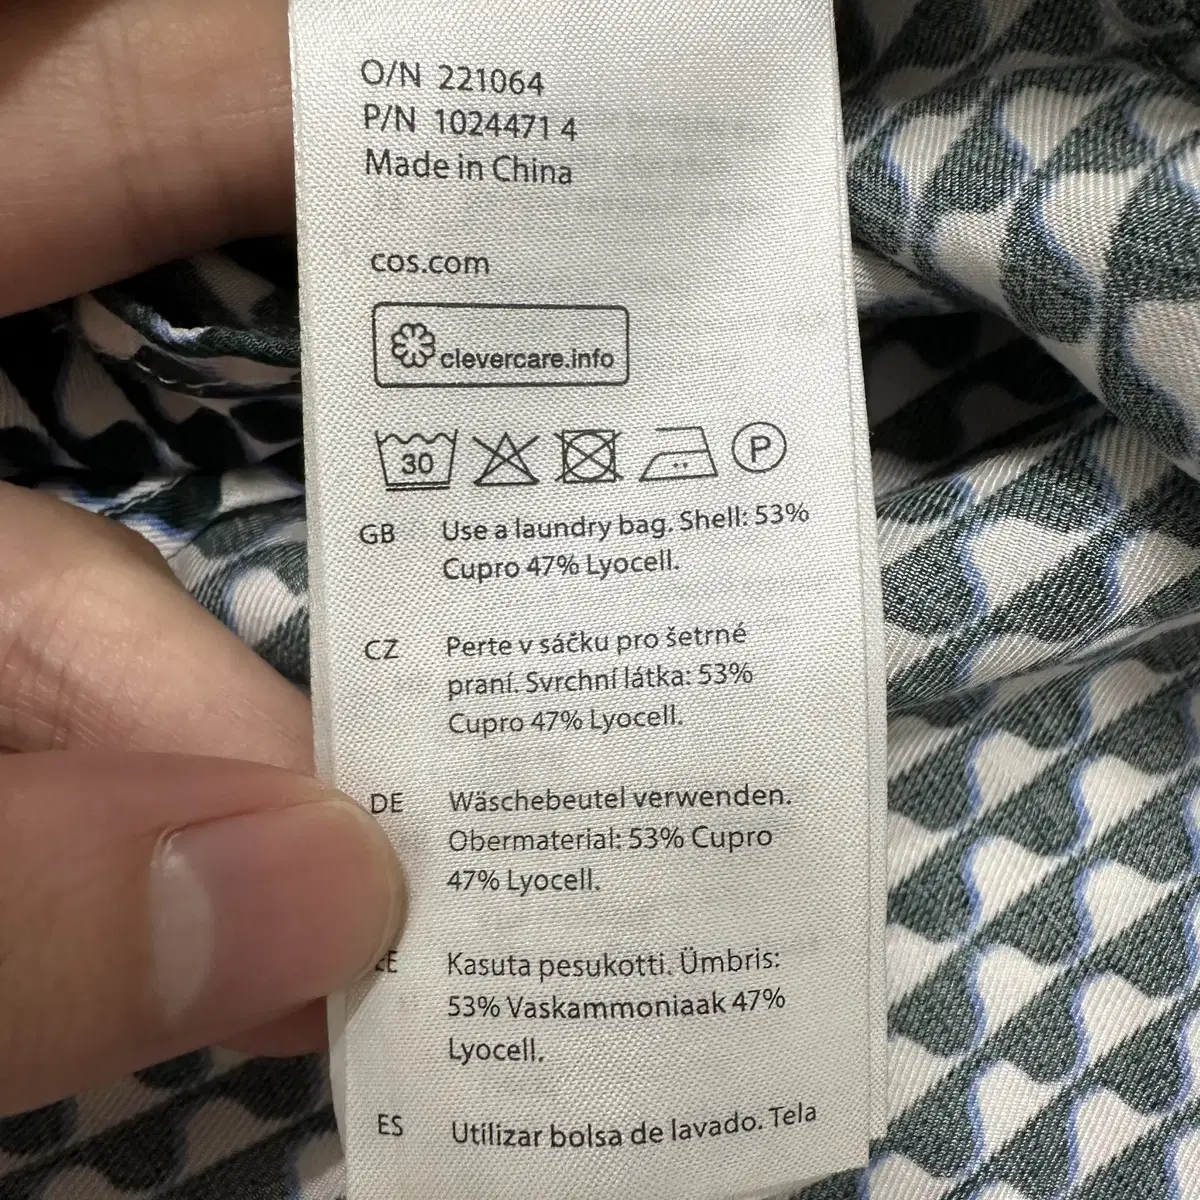 O/N 221064
P/N 1024471 4
Made in China
cos.com
clevercare.info
30
P
GB Use a laundry bag. Shell: 53%
Cupro 47% Lyocell.
CZ Perte v sáčku pro šetrné
praní. Svrchní látka: 53%
Cupro 47% Lyocell.
DE Wäschebeutel verwenden.
Obermaterial: 53% Cupro
47% Lyocell.
EE Kasuta pesukotti. Ümbris:
53% Vaskammoniaak 47%
Lyocell.
ES Utilizar bolsa de lavado. Tela